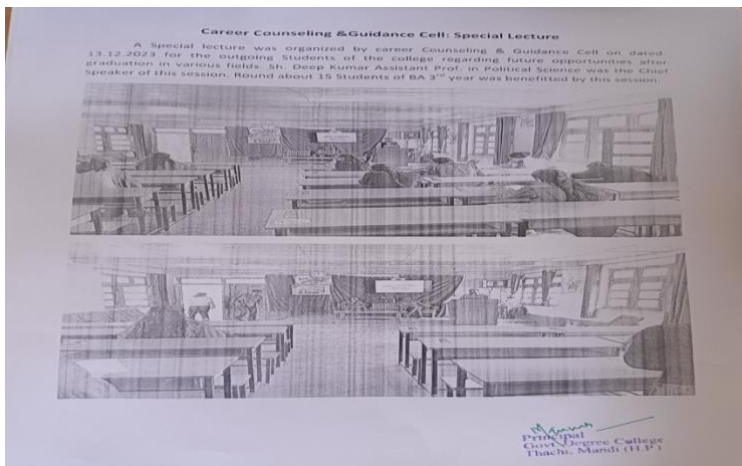 Career Counseling &Guidance Cell: Special Lecture
A Special lecture was organized by career Counseling & Guidance Cell on dated.
13.12.2023 for the outgoing Students of the college regarding future opportunities after
graduation in various fields. Sh. Deep Kumar Assistant Prof. in Political Science was the Chief
Speaker of this session. Round about 15 Students of BA 3rd year was benefitted by this session.
Principal
Govt. Degree College
Thachi, Mandi (H.P)